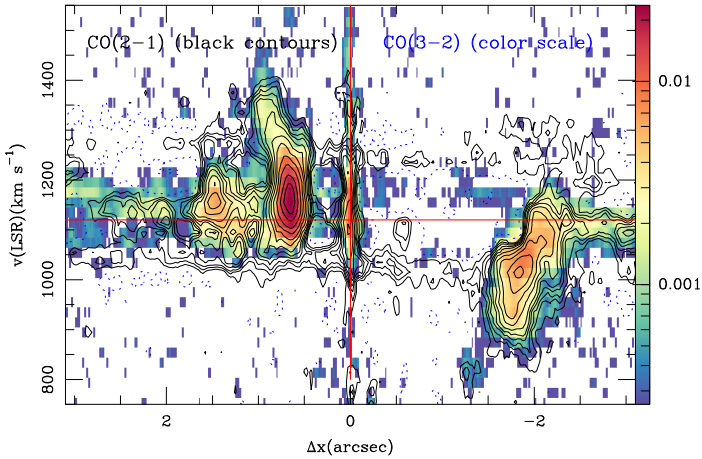 CO(2−1) (black contours) CO(3−2) (color scale)
1400
1200
1000
800
v(LSR)(km s⁻¹)
0.01
0.001
2 0 −2
Δx(arcsec)